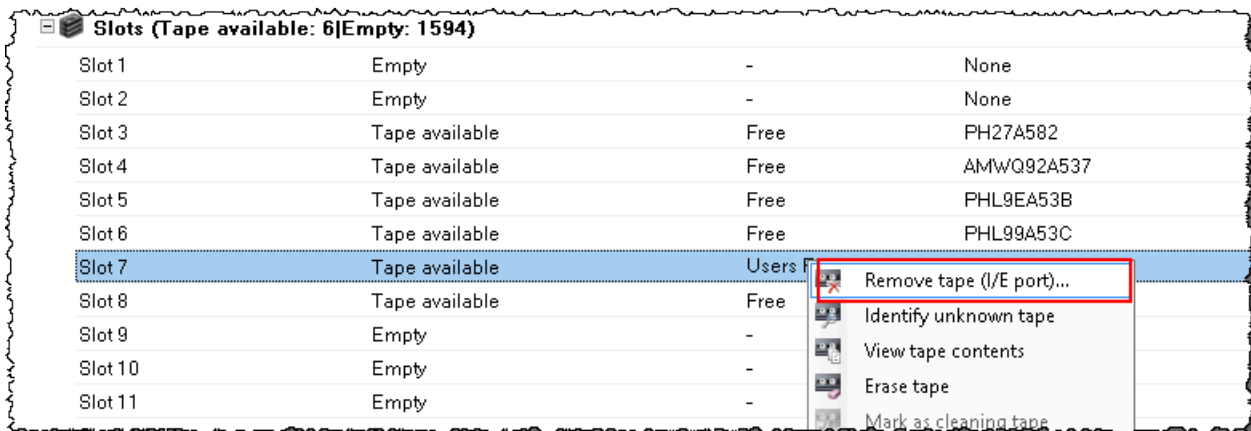 Slots (Tape available: 6|Empty: 1594)
Slot 1 Empty - None
Slot 2 Empty - None
Slot 3 Tape available Free PH27A582
Slot 4 Tape available Free AMWQ92A537
Slot 5 Tape available Free PHL9EA53B
Slot 6 Tape available Free PHL99A53C
Slot 7 Tape available Users
Remove tape (I/E port)...
Slot 8 Tape available Free
Identify unknown tape
Slot 9 Empty -
View tape contents
Slot 10 Empty -
Erase tape
Slot 11 Empty -
Mark as cleaning tape